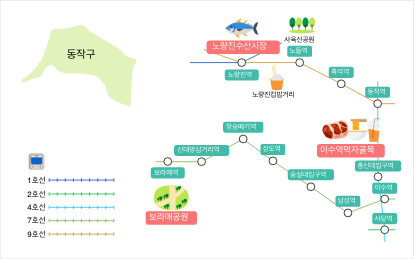 동작구
노량진수산시장
사육신공원
노들역
노량진역
노량진컵밥거리
흑석역
동작역
이수역먹자골목
장승배기역
신대방삼거리역
상도역
보라매역
숭실대입구역
총신대입구역
이수역
남성역
사당역
보라매공원
1호선
2호선
4호선
7호선
9호선